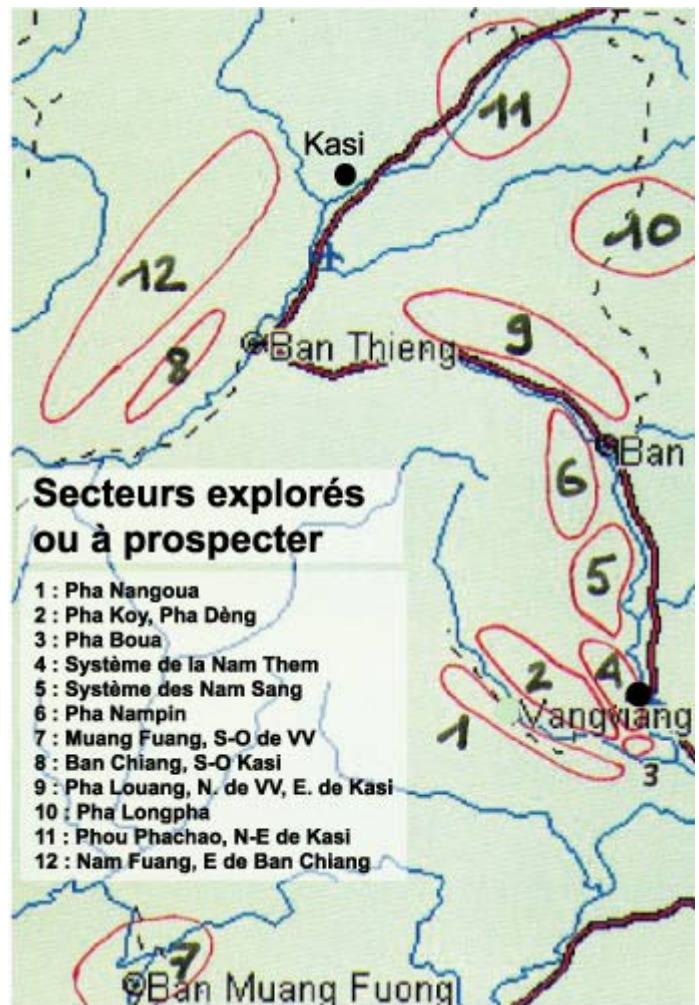 11
Kasi
10
12
9
8
Ban Thieng
6
Ban
Secteurs explorés
ou à prospecter
5
1 : Pha Nangoua
2 : Pha Koy, Pha Dèng
3 : Pha Boua
4 : Système de la Nam Them
5 : Système des Nam Sang
6 : Pha Nampin
7 : Muang Fuang, S-O de VV
8 : Ban Chiang, S-O Kasi
9 : Pha Louang, N. de VV, E. de Kasi
10 : Pha Longpha
11 : Phou Phachao, N-E de Kasi
12 : Nam Fuang, E de Ban Chiang
4
2
Vangviang
1
3
7
Ban Muang Fuong